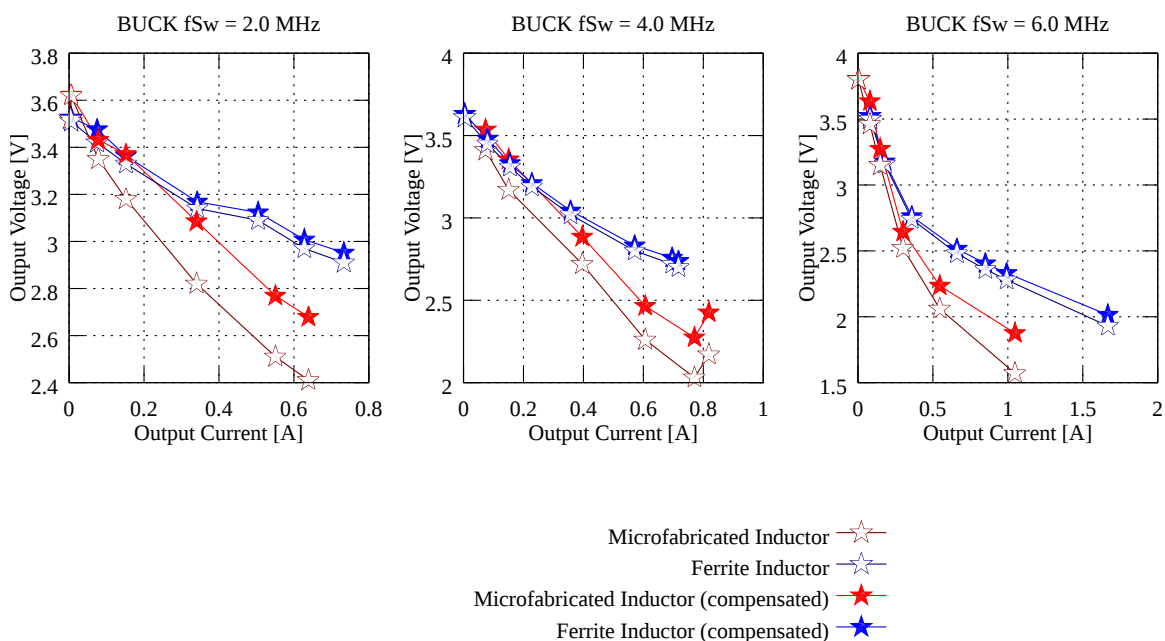 BUCK fSw = 2.0 MHz
3.8
3.6
3.4
3.2
3
2.8
2.6
2.4
0
0.2
0.4
0.6
0.8
Output Voltage [V]
Output Current [A]
BUCK fSw = 4.0 MHz
4
3.5
3
2.5
2
0
0.2
0.4
0.6
0.8
1
Output Voltage [V]
Output Current [A]
BUCK fSw = 6.0 MHz
4
3.5
3
2.5
2
1.5
0
0.5
1
1.5
2
Output Voltage [V]
Output Current [A]
Microfabricated Inductor
Ferrite Inductor
Microfabricated Inductor (compensated)
Ferrite Inductor (compensated)